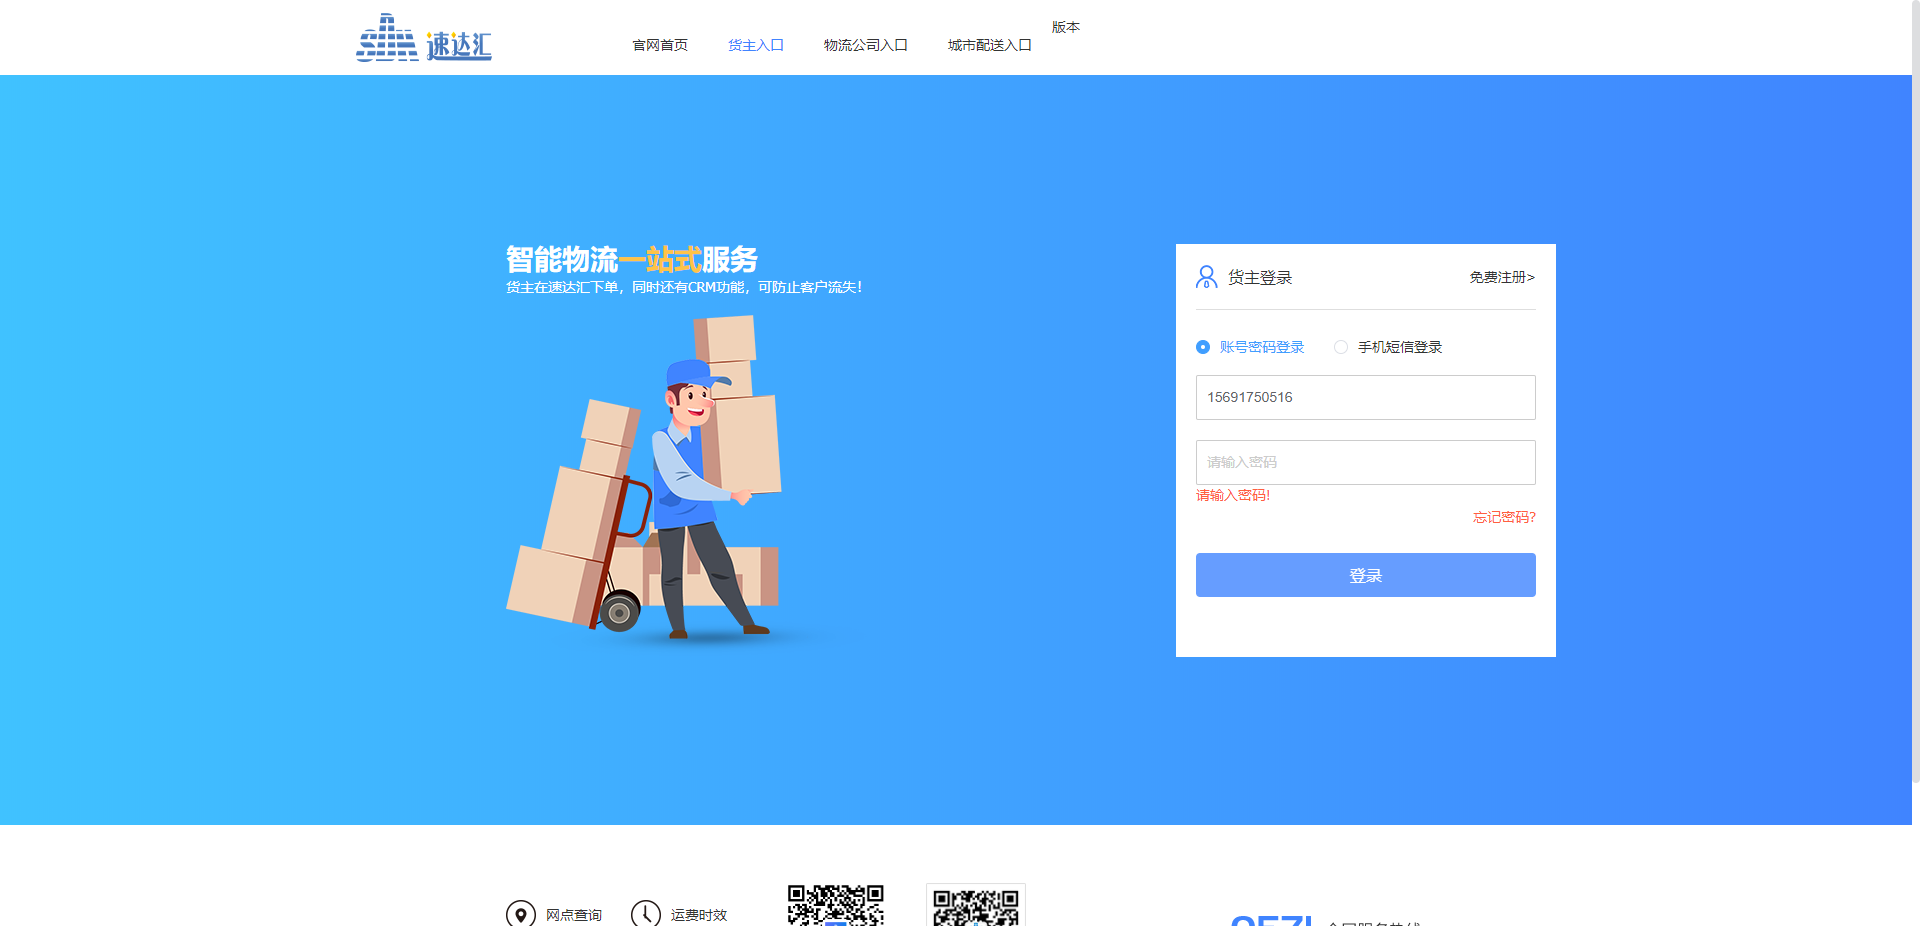 速达汇
官网首页
货主入口
物流公司入口
城市配送入口
版本
智能物流一站式服务
货主在速达汇下单，同时还有CRM功能，可防止客户流失！
货主登录
免费注册>
账号密码登录
手机短信登录
15691750516
请输入密码
请输入密码!
忘记密码?
登录
网点查询
运费时效